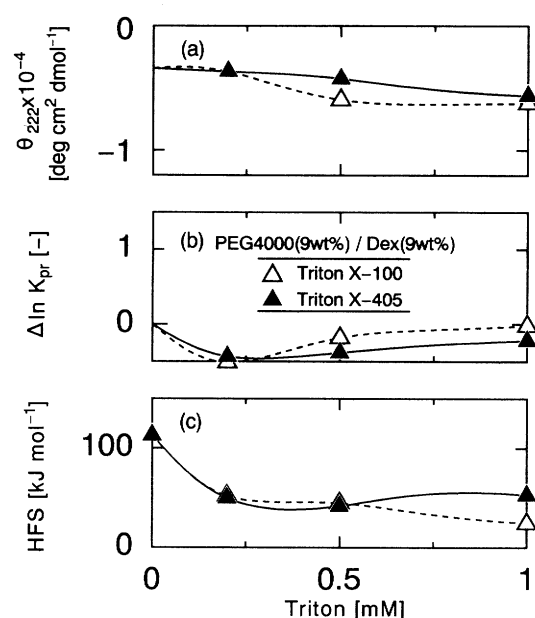 0
(a)
θ222×10−4
[deg cm2 dmol−1]
−1
1
(b) PEG4000(9wt%) / Dex(9wt%)
Triton X−100
Triton X−405
Δln Kpr [−]
0
(c)
100
HFS [kJ mol−1]
0
0 0.5 1
Triton [mM]